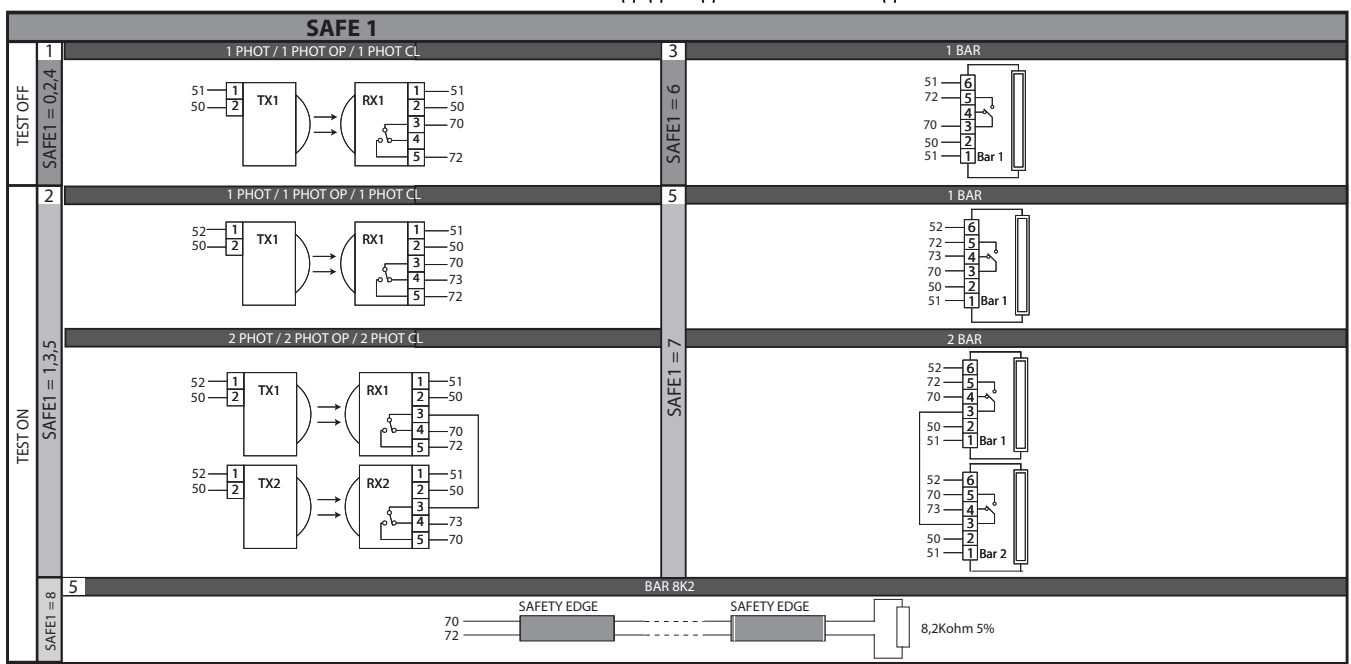 SAFE 1
TEST OFF
SAFE1 = 0,2,4
1
1 PHOT / 1 PHOT OP / 1 PHOT CL
51 1
50 2
TX1
RX1
1 51
2 50
3 70
4
5 72
SAFE1 = 6
3
1 BAR
51 6
72 5
4
70 3
50 2
51 1 Bar 1
TEST ON
SAFE1 = 1,3,5
2
1 PHOT / 1 PHOT OP / 1 PHOT CL
52 1
50 2
TX1
RX1
1 51
2 50
3 70
4 73
5 72
2 PHOT / 2 PHOT OP / 2 PHOT CL
52 1
50 2
TX1
RX1
1 51
2 50
3
4 70
5 72
52 1
50 2
TX2
RX2
1 51
2 50
3
4 73
5 70
SAFE1 = 7
5
1 BAR
52 6
72 5
73 4
70 3
50 2
51 1 Bar 1
2 BAR
52 6
72 5
70 4
3
50 2
51 1 Bar 1
52 6
70 5
73 4
3
50 2
51 1 Bar 2
SAFE1 = 8
5
BAR 8K2
SAFETY EDGE
SAFETY EDGE
70
72
8,2Kohm 5%